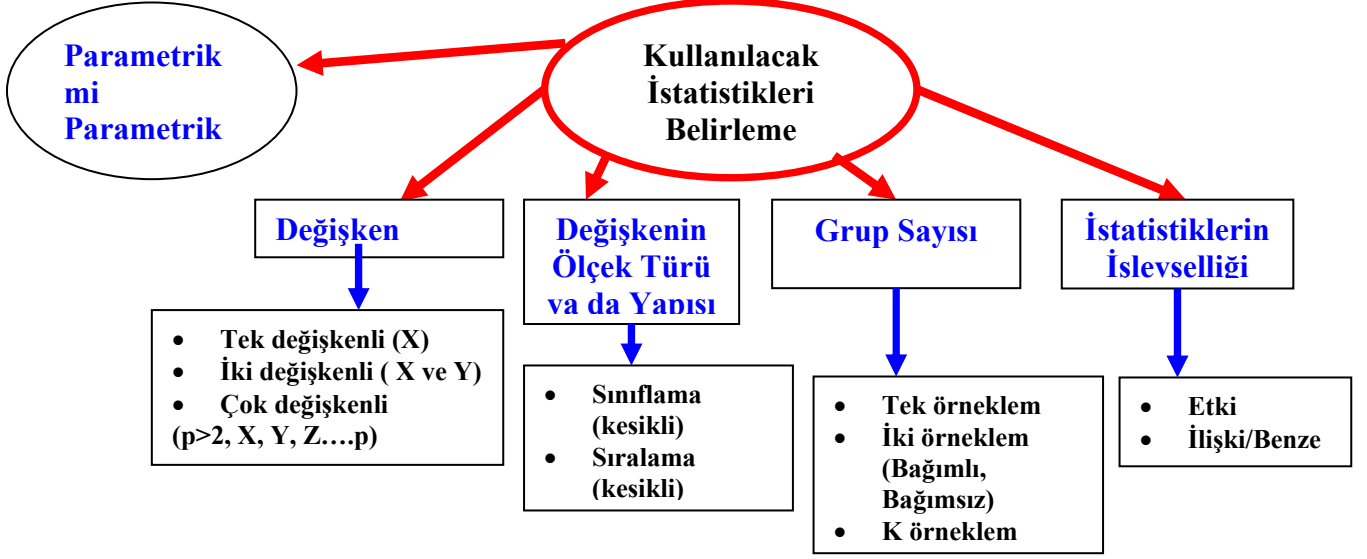 Parametrik
mi
Parametrik
Kullanılacak
İstatistikleri
Belirleme
Değişken
Değişkenin
Ölçek Türü
ya da Yapısı
Grup Sayısı
İstatistiklerin
İşlevselliği
• Tek değişkenli (X)
• İki değişkenli ( X ve Y)
• Çok değişkenli
(p>2, X, Y, Z….p)
• Sınıflama
(kesikli)
• Sıralama
(kesikli)
• Tek örneklem
• İki örneklem
(Bağımlı,
Bağımsız)
• K örneklem
• Etki
• İlişki/Benze